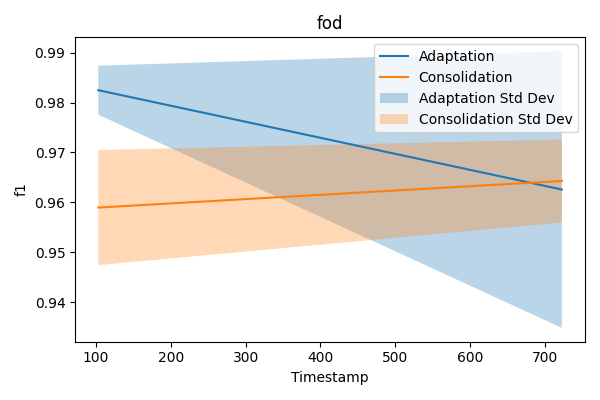 fod
0.99
0.98
0.97
0.96
0.95
0.94
f1
Adaptation
Consolidation
Adaptation Std Dev
Consolidation Std Dev
100 200 300 400 500 600 700
Timestamp